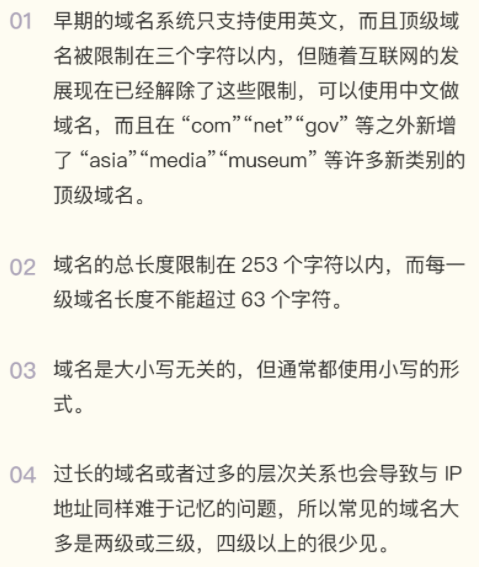 01 早期的域名系统只支持使用英文，而且顶级域
名被限制在三个字符以内，但随着互联网的发
展现在已经解除了这些限制，可以使用中文做
域名，而且在 “com”“net”“gov” 等之外新增
了 “asia”“media”“museum” 等许多新类别的
顶级域名。
02 域名的总长度限制在 253 个字符以内，而每一
级域名长度不能超过 63 个字符。
03 域名是大小写无关的，但通常都使用小写的形
式。
04 过长的域名或者过多的层次关系也会导致与 IP
地址同样难于记忆的问题，所以常见的域名大
多是两级或三级，四级以上的很少见。